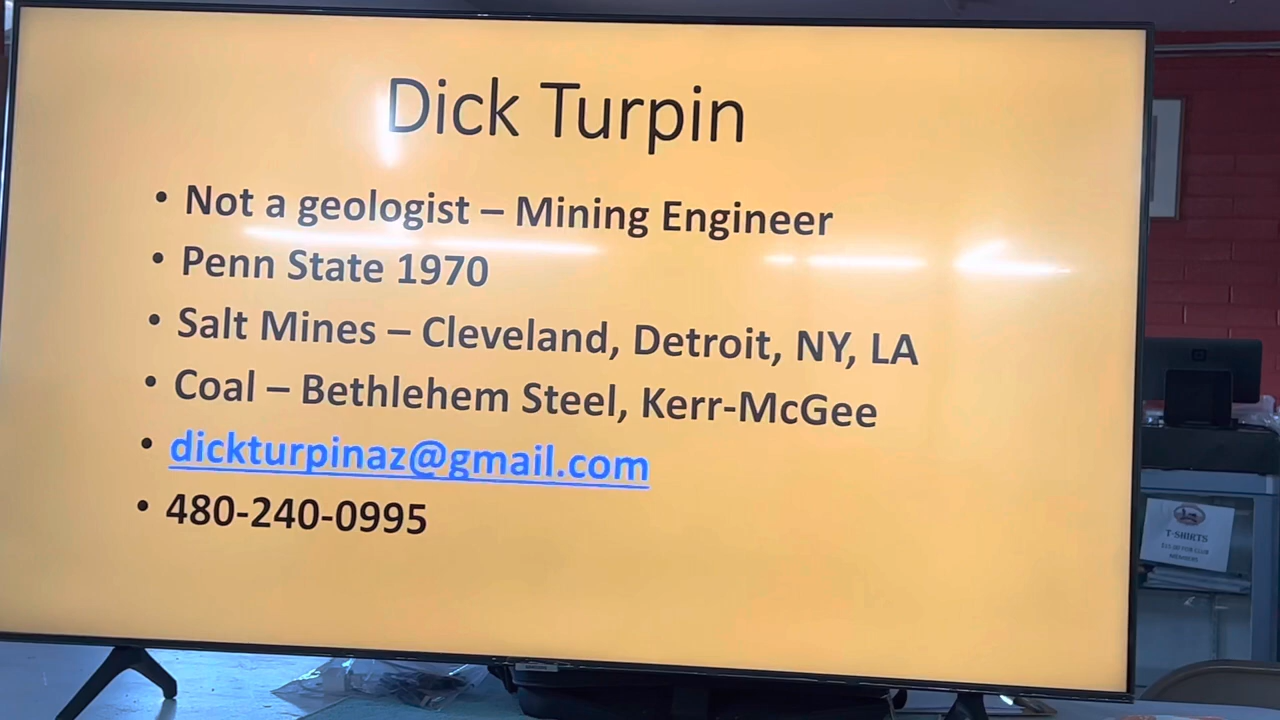 Dick Turpin
• Not a geologist – Mining Engineer
• Penn State 1970
• Salt Mines – Cleveland, Detroit, NY, LA
• Coal – Bethlehem Steel, Kerr-McGee
• dickturpinaz@gmail.com
• 480-240-0995
T-SHIRTS